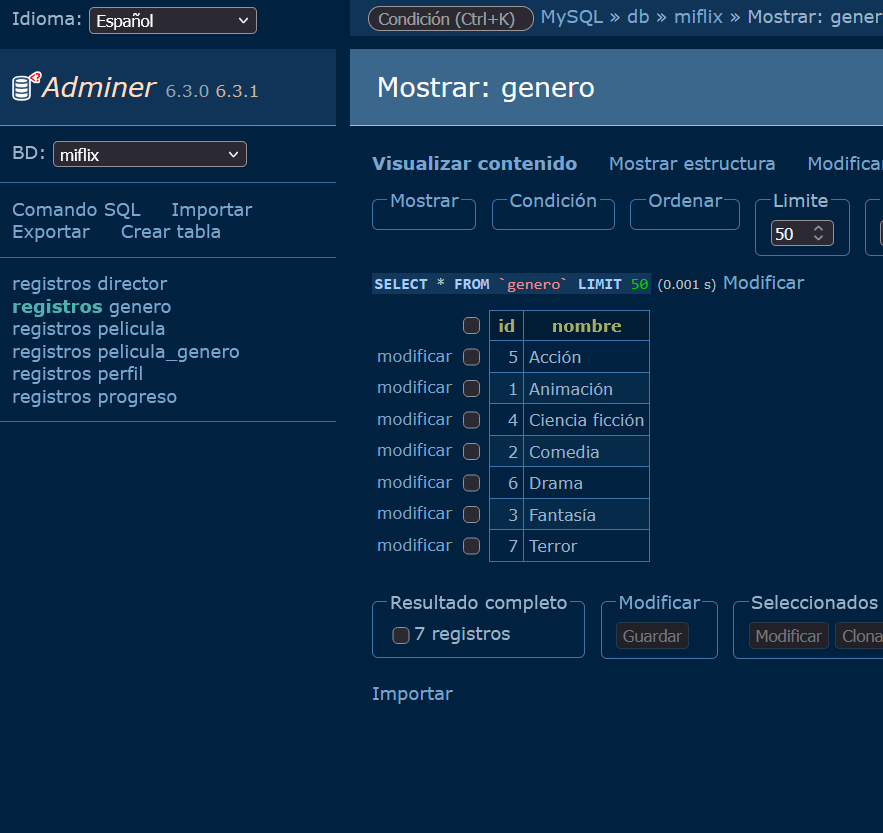 Idioma: Español
Condición (Ctrl+K) MySQL » db » miflix » Mostrar: gener
Adminer 6.3.0 6.3.1
Mostrar: genero
BD: miflix
Visualizar contenido Mostrar estructura Modifica
Comando SQL Importar
Exportar Crear tabla
Mostrar Condición Ordenar Limite
50
registros director
registros genero
registros pelicula
registros pelicula_genero
registros perfil
registros progreso
SELECT * FROM `genero` LIMIT 50 (0.001 s) Modificar
id nombre
modificar 5 Acción
modificar 1 Animación
modificar 4 Ciencia ficción
modificar 2 Comedia
modificar 6 Drama
modificar 3 Fantasía
modificar 7 Terror
Resultado completo Modificar Seleccionados
7 registros Guardar Modificar Clona
Importar